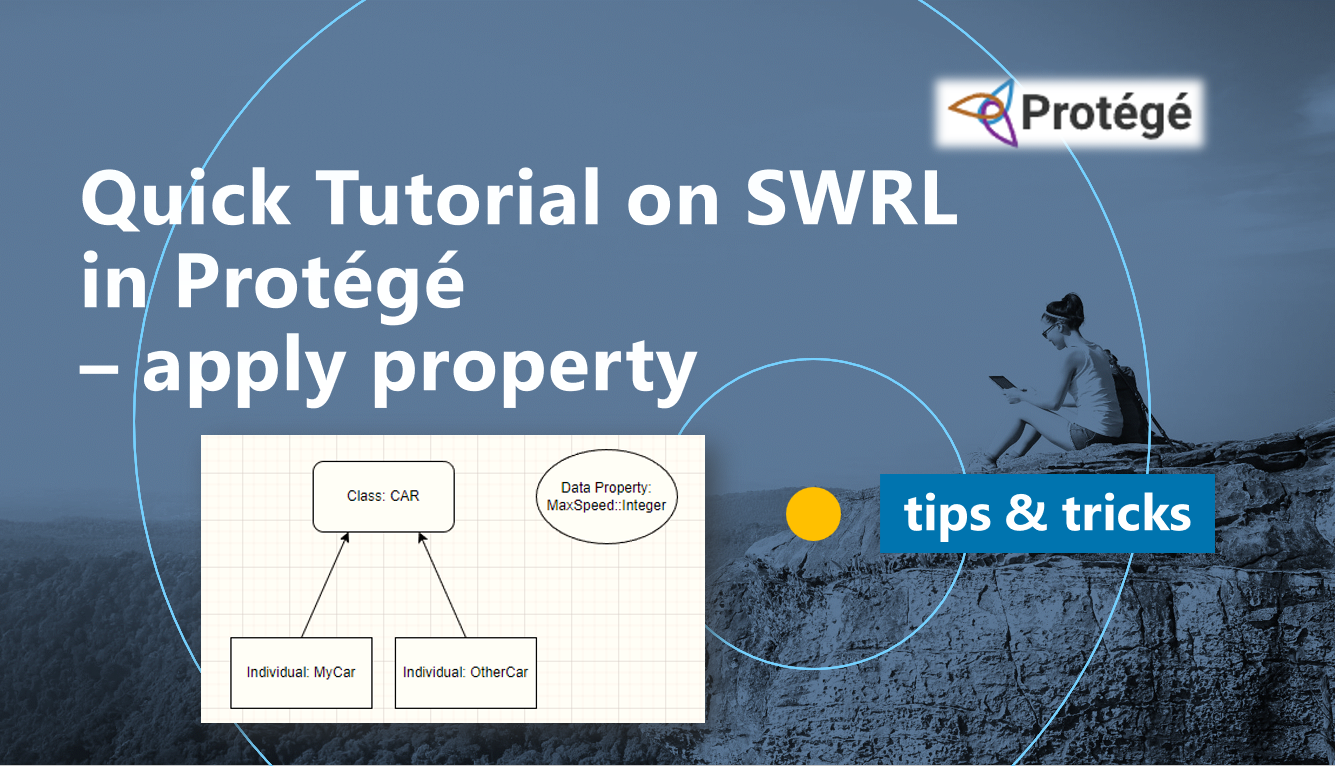 Protégé
Quick Tutorial on SWRL
in Protégé
– apply property
Class: CAR
Data Property:
MaxSpeed::Integer
tips & tricks
Individual: MyCar
Individual: OtherCar